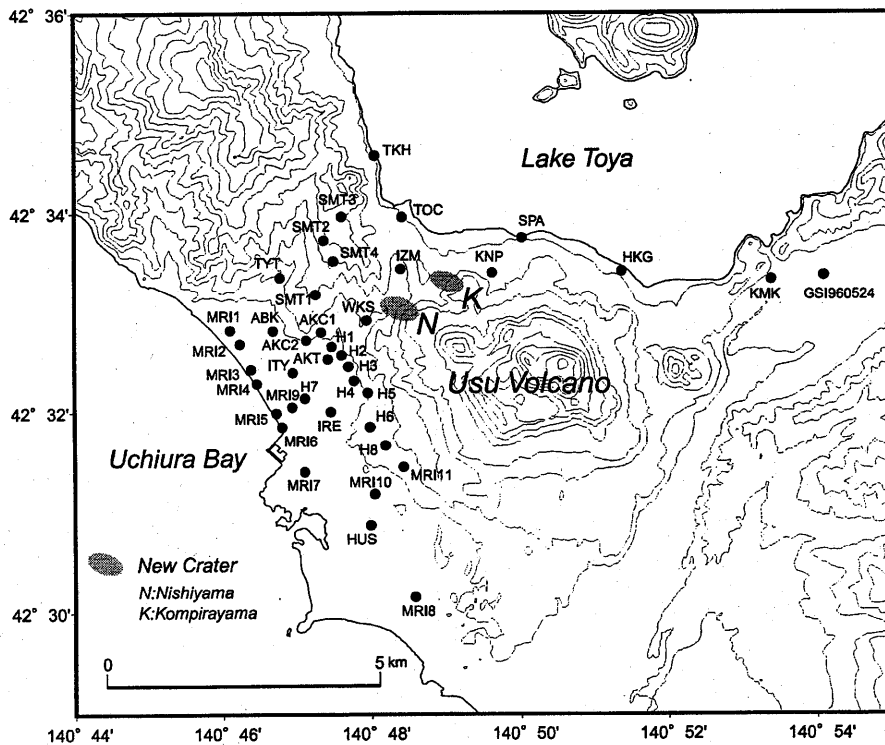 42° 36'
TKH
Lake Toya
42° 34'
SMT3
TOC
SPA
SMT2
SMT4
IZM
KNP
HKG
TYT
K
KMK
GSI960524
SMT1
WKS
N
MRI1
ABK
AKC1
AKC2
H1
MRI2
AKT
H2
ITY
H3
Usu Volcano
MRI3
H7
H4
MRI4
MRI9
H5
42° 32'
MRI5
IRE
H6
MRI6
H8
Uchiura Bay
MRI7
MRI10
MRI11
HUS
New Crater
N:Nishiyama
K:Kompirayama
42° 30'
MRI8
0
5 km
140° 44'
140° 46'
140° 48'
140° 50'
140° 52'
140° 54'